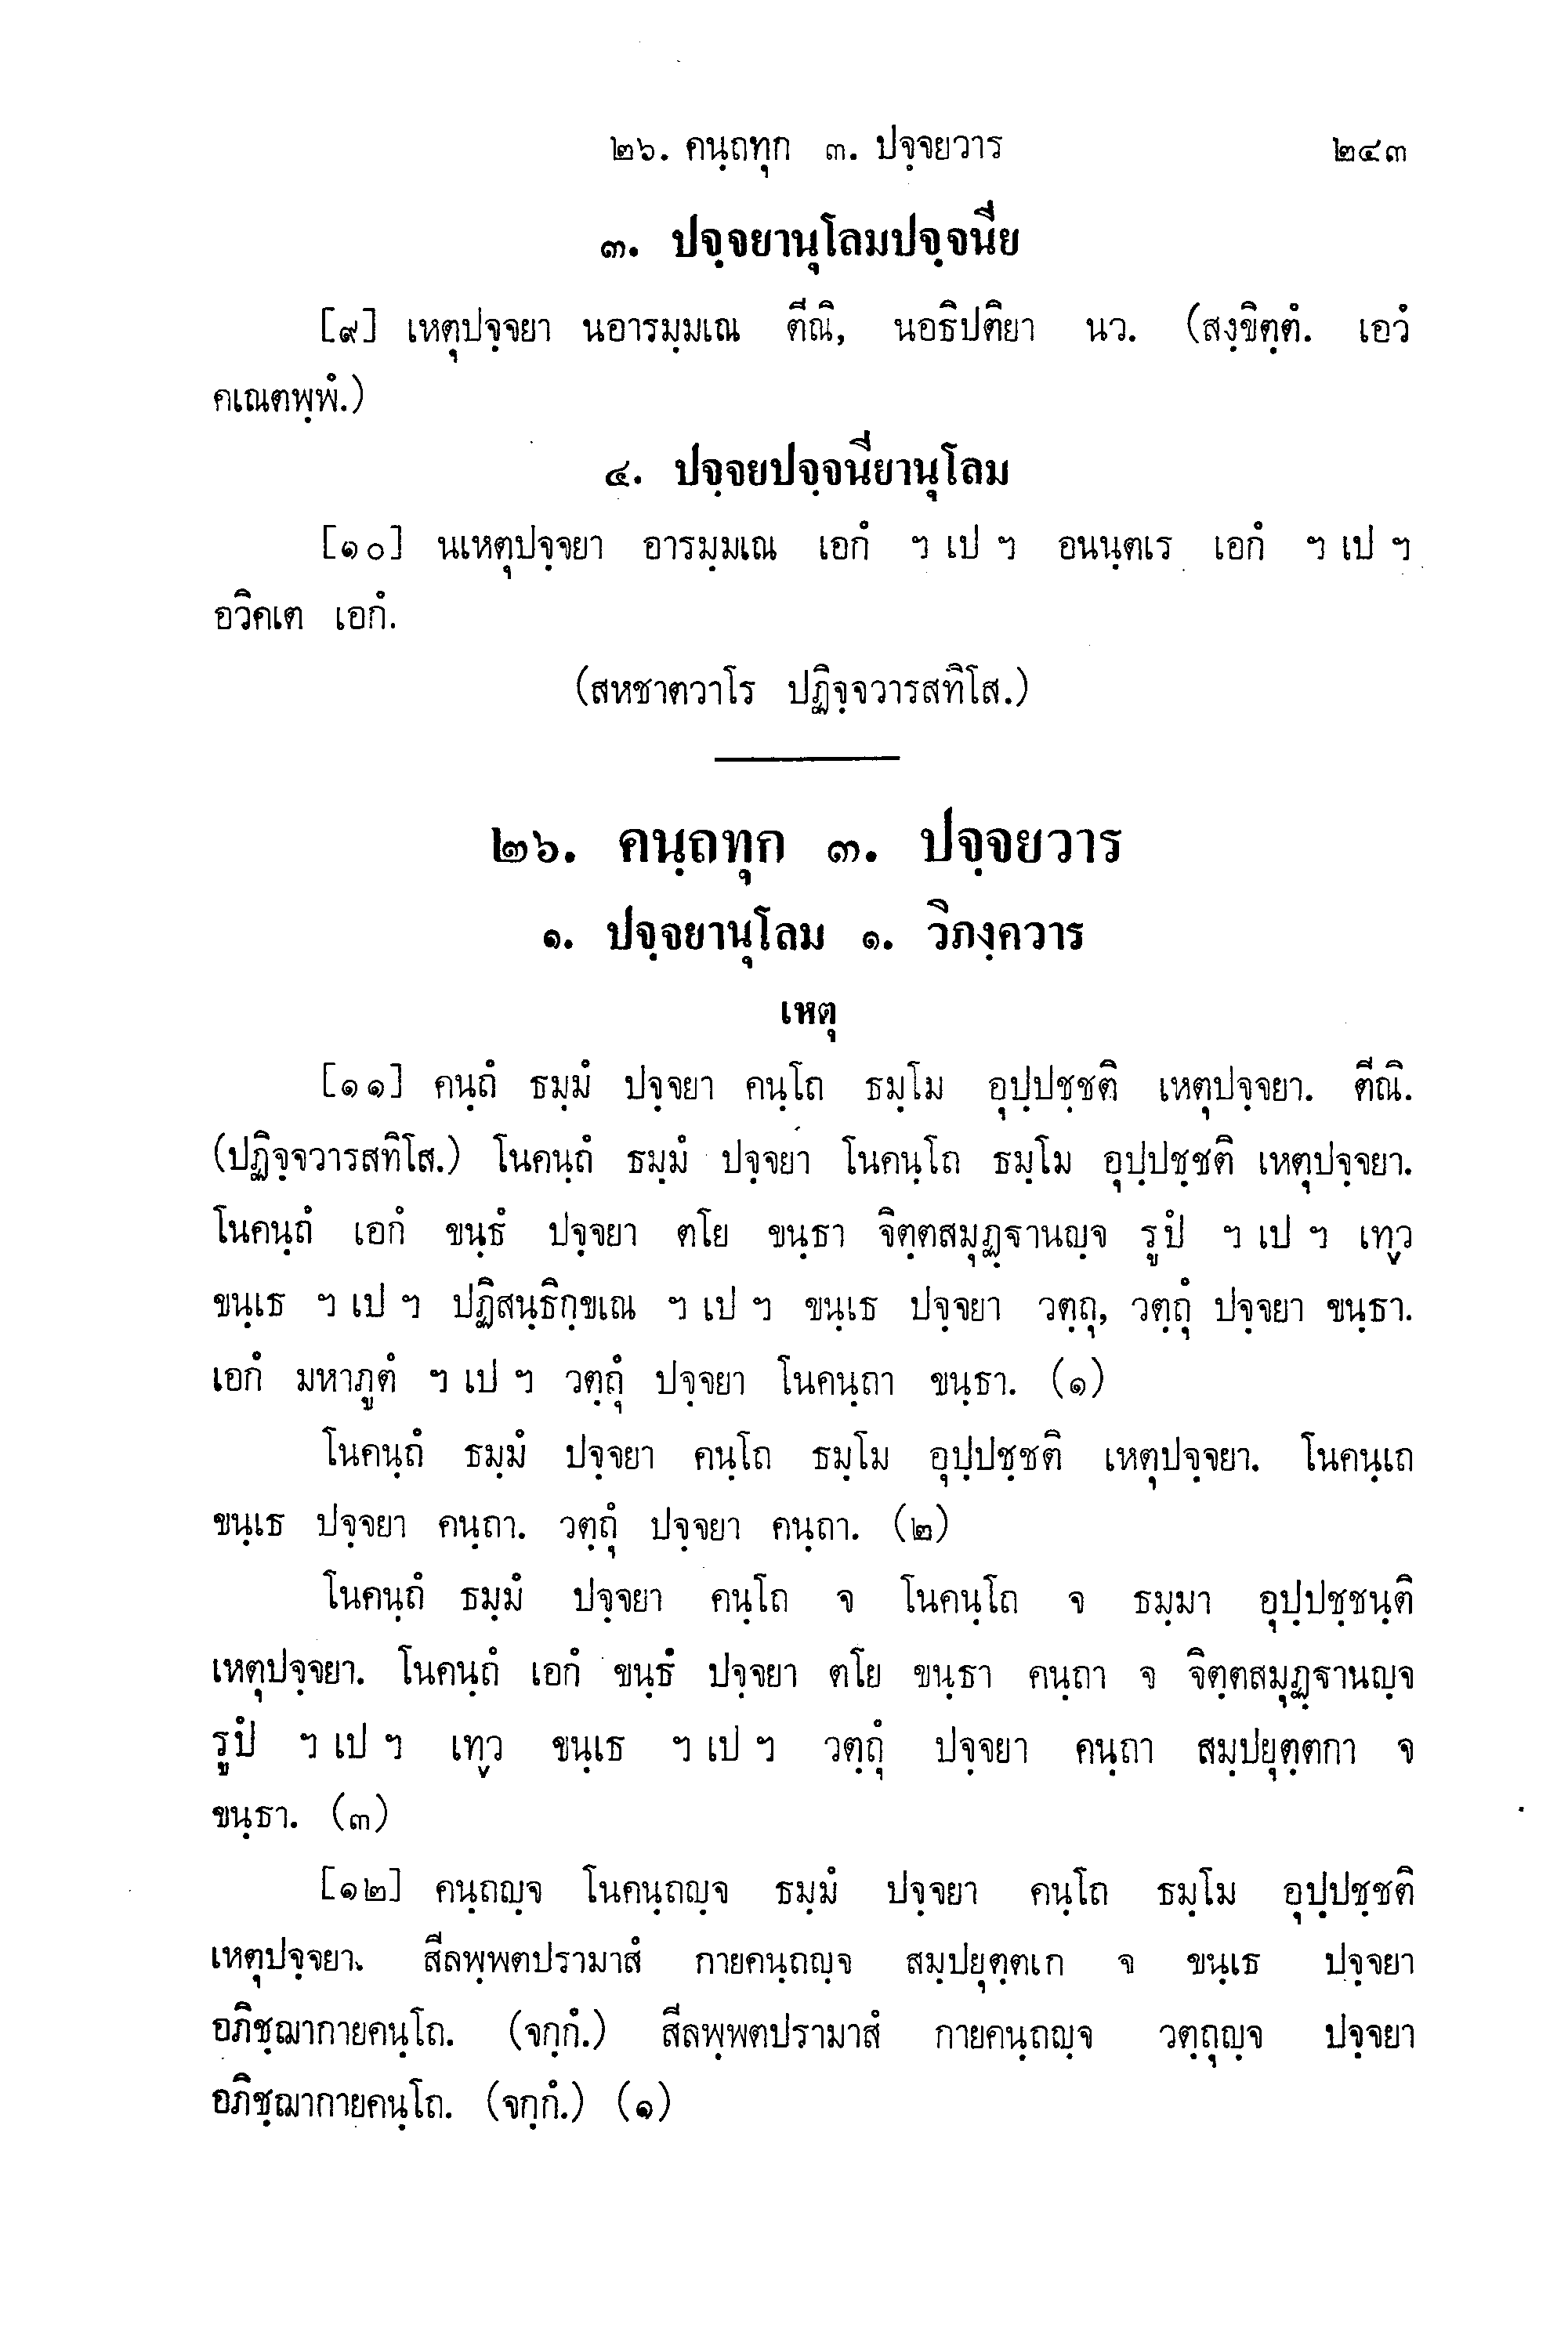 ๒๖. คนฺถทุก ๓. ปจฺจยวาร ๒๔๓
๓. ปจฺจยานุโลมปจฺจนีย
[๙] เหตุปจฺจยา นอารมฺมเณ ตีณิ, นอธิปติยา นว. (สงฺขิตฺตํ. เอวํ
คเณตพฺพํ.)
๔. ปจฺจยปจฺจนียานุโลม
[๑๐] นเหตุปจฺจยา อารมฺมเณ เอกํ ฯ เป ฯ อนนฺตเร เอกํ ฯ เป ฯ
อวิคเต เอกํ.
(สหชาตวาโร ปฏิจฺจวารสทิโส.)
๒๖. คนฺถทุก ๓. ปจฺจยวาร
๑. ปจฺจยานุโลม ๑. วิภงฺควาร
เหตุ
[๑๑] คนฺถํ ธมฺมํ ปจฺจยา คนฺโถ ธมฺโม อุปฺปชฺชติ เหตุปจฺจยา. ตีณิ.
(ปฏิจฺจวารสทิโส.) โนคนฺถํ ธมฺมํ ปจฺจยา โนคนฺโถ ธมฺโม อุปฺปชฺชติ เหตุปจฺจยา.
โนคนฺถํ เอกํ ขนฺธํ ปจฺจยา ตโย ขนฺธา จิตฺตสมุฏฺฐานญฺจ รูปํ ฯ เป ฯ เทฺว
ขนฺเธ ฯ เป ฯ ปฏิสนฺธิกฺขเณ ฯ เป ฯ ขนฺเธ ปจฺจยา วตฺถุ, วตฺถุํ ปจฺจยา ขนฺธา.
เอกํ มหาภูตํ ฯ เป ฯ วตฺถุํ ปจฺจยา โนคนฺถา ขนฺธา. (๑)
โนคนฺถํ ธมฺมํ ปจฺจยา คนฺโถ ธมฺโม อุปฺปชฺชติ เหตุปจฺจยา. โนคนฺเถ
ขนฺเธ ปจฺจยา คนฺถา. วตฺถุํ ปจฺจยา คนฺถา. (๒)
โนคนฺถํ ธมฺมํ ปจฺจยา คนฺโถ จ โนคนฺโถ จ ธมฺมา อุปฺปชฺชนฺติ
เหตุปจฺจยา. โนคนฺถํ เอกํ ขนฺธํ ปจฺจยา ตโย ขนฺธา คนฺถา จ จิตฺตสมุฏฺฐานญฺจ
รูปํ ฯ เป ฯ เทฺว ขนฺเธ ฯ เป ฯ วตฺถุํ ปจฺจยา คนฺถา สมฺปยุตฺตกา จ
ขนฺธา. (๓)
[๑๒] คนฺถญฺจ โนคนฺถญฺจ ธมฺมํ ปจฺจยา คนฺโถ ธมฺโม อุปฺปชฺชติ
เหตุปจฺจยา. สีลพฺพตปรามาสํ กายคนฺถญฺจ สมฺปยุตฺตเก จ ขนฺเธ ปจฺจยา
อภิชฺฌากายคนฺโถ. (จกฺกํ.) สีลพฺพตปรามาสํ กายคนฺถญฺจ วตฺถุญฺจ ปจฺจยา
อภิชฺฌากายคนฺโถ. (จกฺกํ.) (๑)